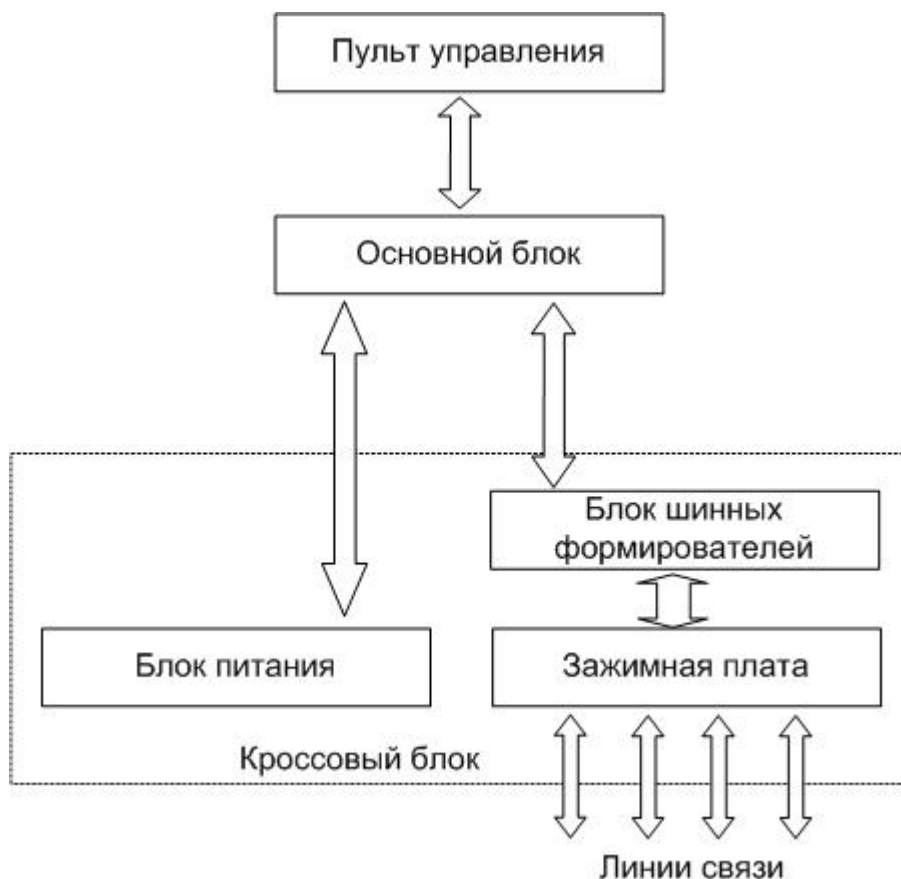 Пульт управления
Основной блок
Блок шинных
формирователей
Блок питания
Зажимная плата
Кроссовый блок
Линии связи